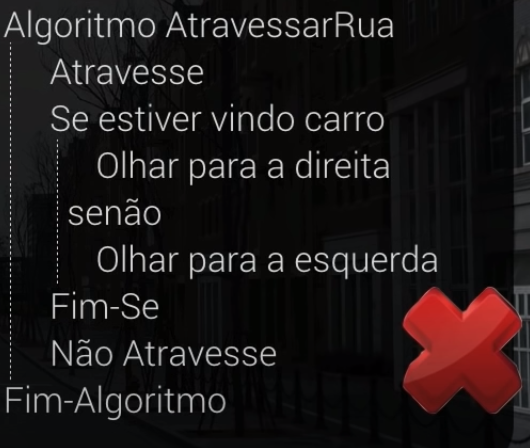 Algoritmo AtravessarRua
Atravesse
Se estiver vindo carro
Olhar para a direita
senão
Olhar para a esquerda
Fim-Se
Não Atravesse
Fim-Algoritmo